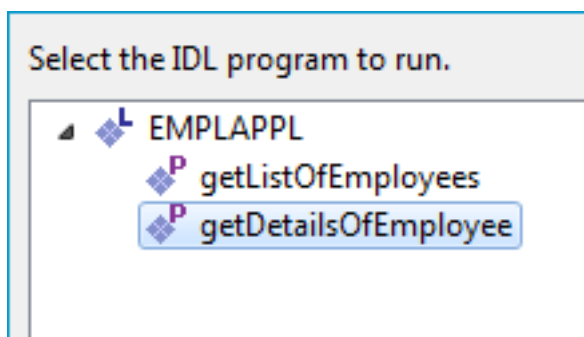 Select the IDL program to run.
L EMPLAPPL
P getListOfEmployees
P getDetailsOfEmployee